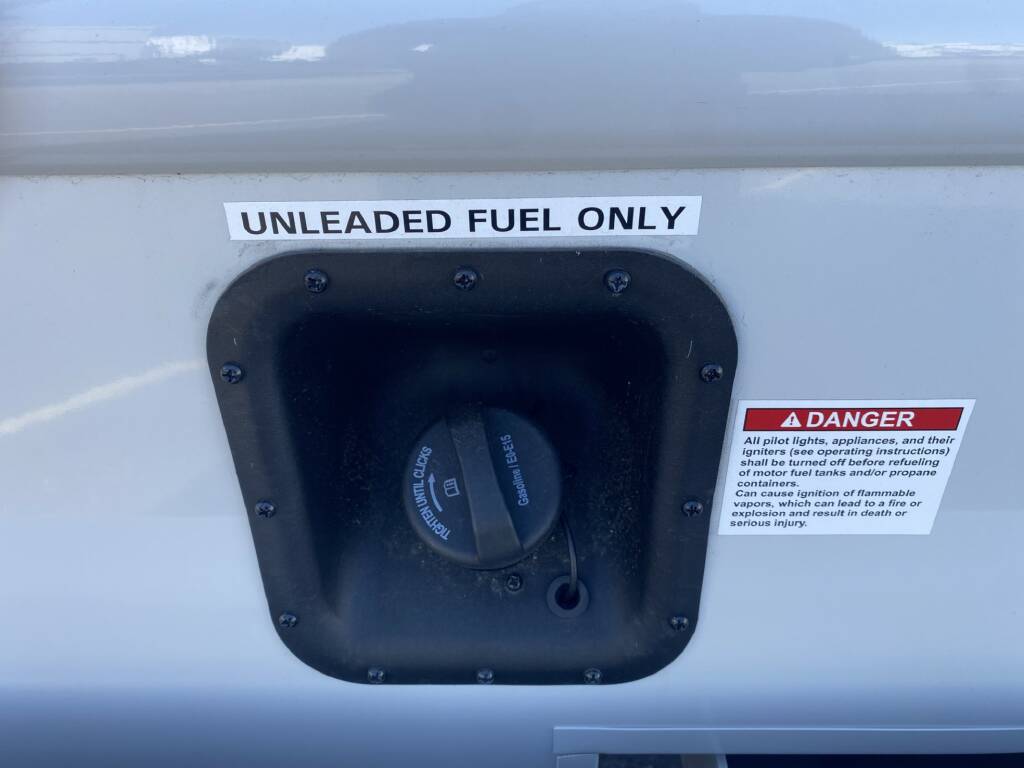 UNLEADED FUEL ONLY
TIGHTEN UNTIL CLICKS
Gasoline / E0-E15
DANGER
All pilot lights, appliances, and their
igniters (see operating instructions)
shall be turned off before refueling
of motor fuel tanks and/or propane
containers.
Can cause ignition of flammable
vapors, which can lead to a fire or
explosion and result in death or
serious injury.